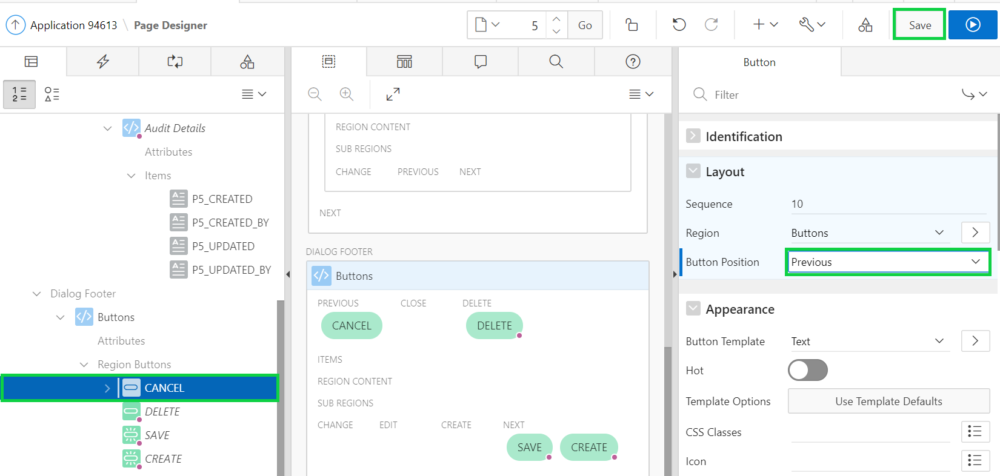 Application 94613 \ Page Designer
5
Go
Save
Button
1
2
Filter
Audit Details
Attributes
Items
P5_CREATED
P5_CREATED_BY
P5_UPDATED
P5_UPDATED_BY
Dialog Footer
Buttons
Attributes
Region Buttons
CANCEL
DELETE
SAVE
CREATE
REGION CONTENT
SUB REGIONS
CHANGE PREVIOUS NEXT
NEXT
DIALOG FOOTER
Buttons
PREVIOUS CLOSE DELETE
CANCEL DELETE
ITEMS
REGION CONTENT
SUB REGIONS
CHANGE EDIT CREATE NEXT
SAVE CREATE
Identification
Layout
Sequence 10
Region Buttons
Button Position Previous
Appearance
Button Template Text
Hot
Template Options Use Template Defaults
CSS Classes
Icon